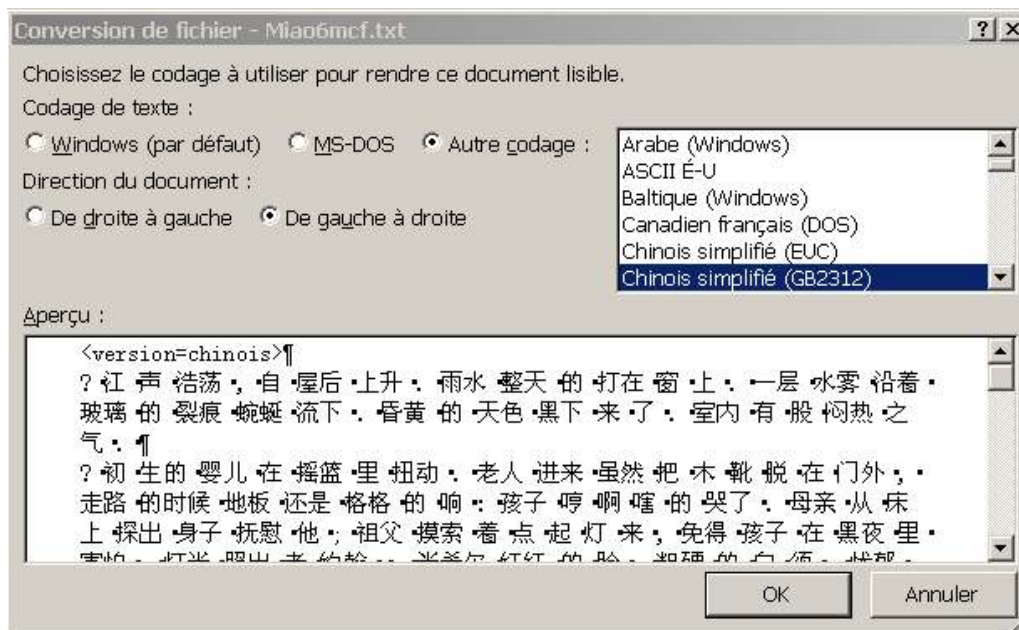 Conversion de fichier - Miao6mcf.txt
Choisissez le codage à utiliser pour rendre ce document lisible.
Codage de texte :
Windows (par défaut) MS-DOS Autre codage :
Direction du document :
De droite à gauche De gauche à droite
Arabe (Windows)
ASCII É-U
Baltique (Windows)
Canadien français (DOS)
Chinois simplifié (EUC)
Chinois simplifié (GB2312)
Aperçu :
<version=chinois>¶
?·江·声·浩荡·，·自·屋后·上升·．·雨水·整天·的·打在·窗·上·．·一层·水雾·沿着·
玻璃·的·裂痕·蜿蜒·流下·．·昏黄·的·天色·黑下·来·了·．·室内·有·股·闷热·之
气·．·¶
?·初·生的·婴儿·在·摇篮·里·扭动·．·老人·进来·虽然·把·木·靴·脱·在·门外·，·
走路·的时候·地板·还是·格格·的·响·：·孩子·哼·啊·嗐·的·哭了·．·母亲·从·床
上·探出·身子·抚慰·他·；·祖父·摸索·着·点·起·灯·来·，·免得·孩子·在·黑夜·里·
OK Annuler